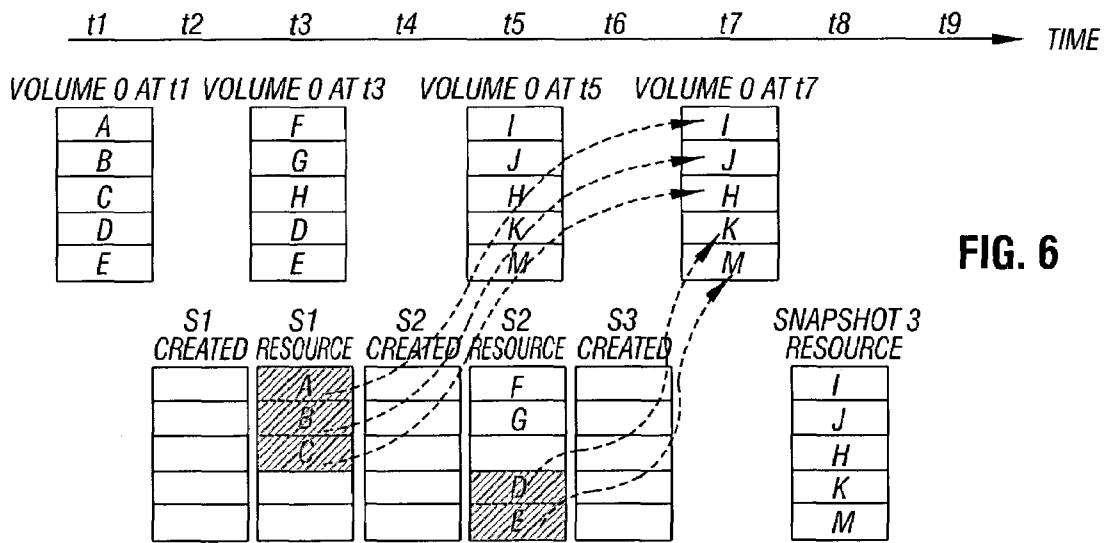 t1 t2 t3 t4 t5 t6 t7 t8 t9
TIME
VOLUME 0 AT t1 VOLUME 0 AT t3 VOLUME 0 AT t5 VOLUME 0 AT t7
A F I I
B G J J
C H H H
D D K K
E E M M
FIG. 6
S1 S1 S2 S2 S3 SNAPSHOT 3
CREATED RESOURCE CREATED RESOURCE CREATED RESOURCE
A F I
B G J
C H
D K
E M